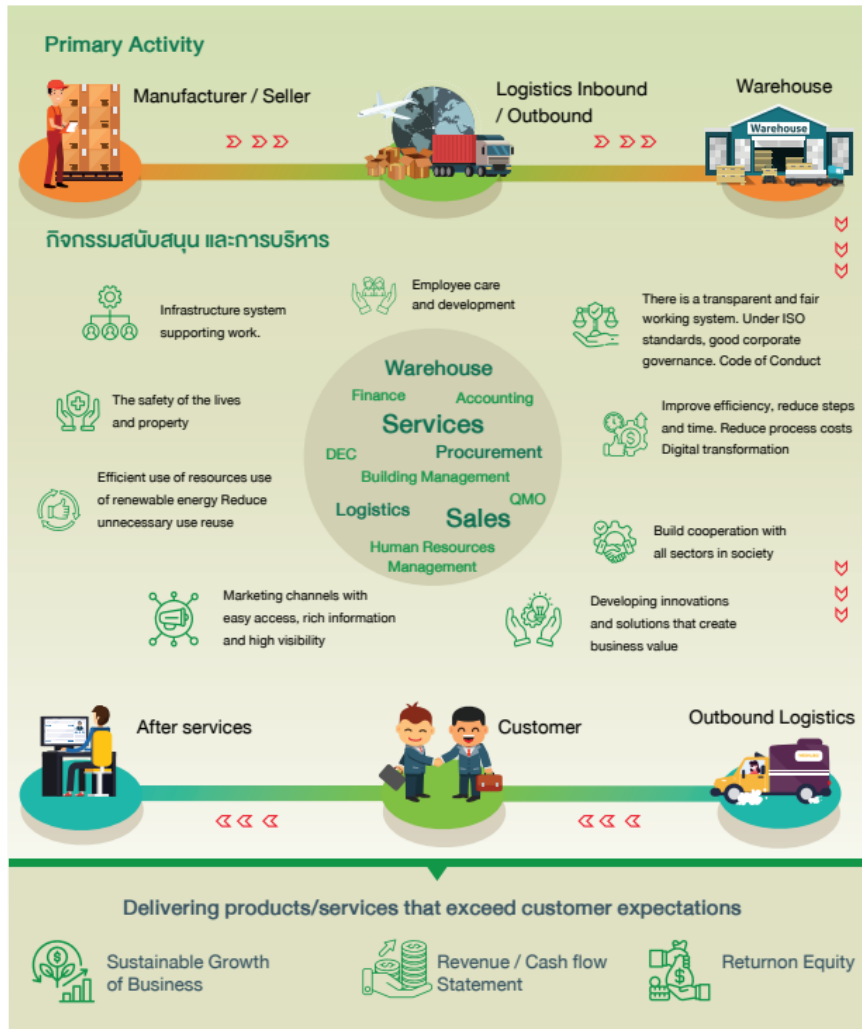 Primary Activity
Manufacturer / Seller
Logistics Inbound
/ Outbound
Warehouse
Warehouse
กิจกรรมสนับสนุน และการบริหาร
Infrastructure system
supporting work.
Employee care
and development
There is a transparent and fair
working system. Under ISO
standards, good corporate
governance. Code of Conduct
The safety of the lives
and property
Improve efficiency, reduce steps
and time. Reduce process costs
Digital transformation
Efficient use of resources use
of renewable energy Reduce
unnecessary use reuse
Warehouse
Finance
Accounting
Services
DEC
Procurement
Building Management
QMO
Logistics
Sales
Human Resources
Management
Build cooperation with
all sectors in society
Marketing channels with
easy access, rich information
and high visibility
Developing innovations
and solutions that create
business value
After services
Customer
Outbound Logistics
Delivering products/services that exceed customer expectations
Sustainable Growth
of Business
Revenue / Cash flow
Statement
Returnon Equity